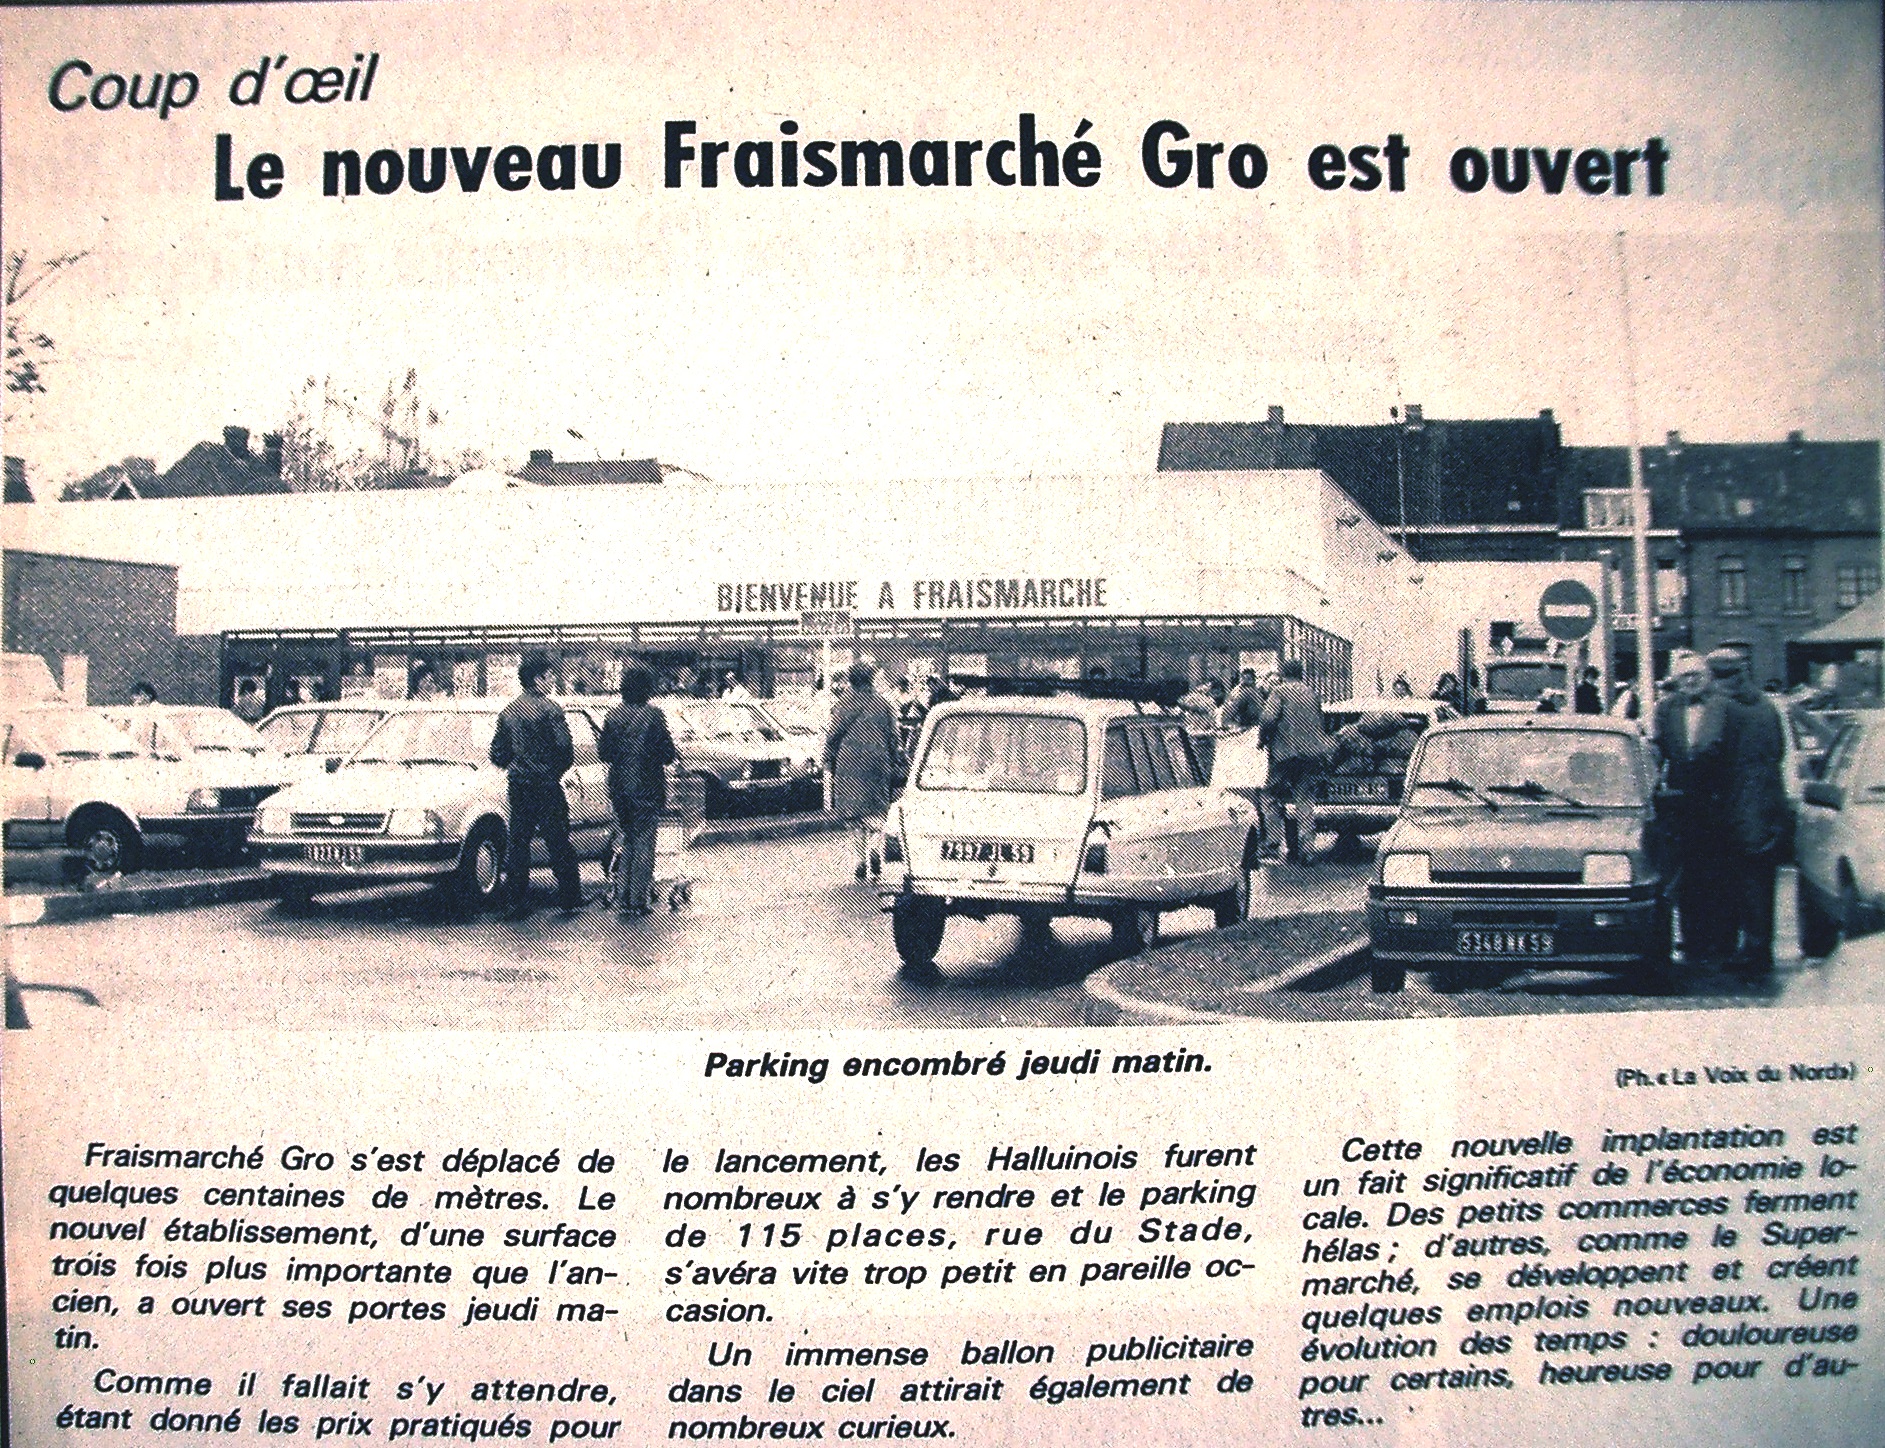 Coup d'œil
Le nouveau Fraismarché Gro est ouvert
BIENVENUE A FRAISMARCHE
7997 JL 59
5348 NK 59
Parking encombré jeudi matin.
(Ph. « La Voix du Nord»)
Fraismarché Gro s'est déplacé de
quelques centaines de mètres. Le
nouvel établissement, d'une surface
trois fois plus importante que l'an-
cien, a ouvert ses portes jeudi ma-
tin.
Comme il fallait s'y attendre,
étant donné les prix pratiqués pour
le lancement, les Halluinois furent
nombreux à s'y rendre et le parking
de 115 places, rue du Stade,
s'avéra vite trop petit en pareille oc-
casion.
Un immense ballon publicitaire
dans le ciel attirait également de
nombreux curieux.
Cette nouvelle implantation est
un fait significatif de l'économie lo-
cale. Des petits commerces ferment
hélas ; d'autres, comme le Super-
marché, se développent et créent
quelques emplois nouveaux. Une
évolution des temps : douloureuse
pour certains, heureuse pour d'au-
tres...